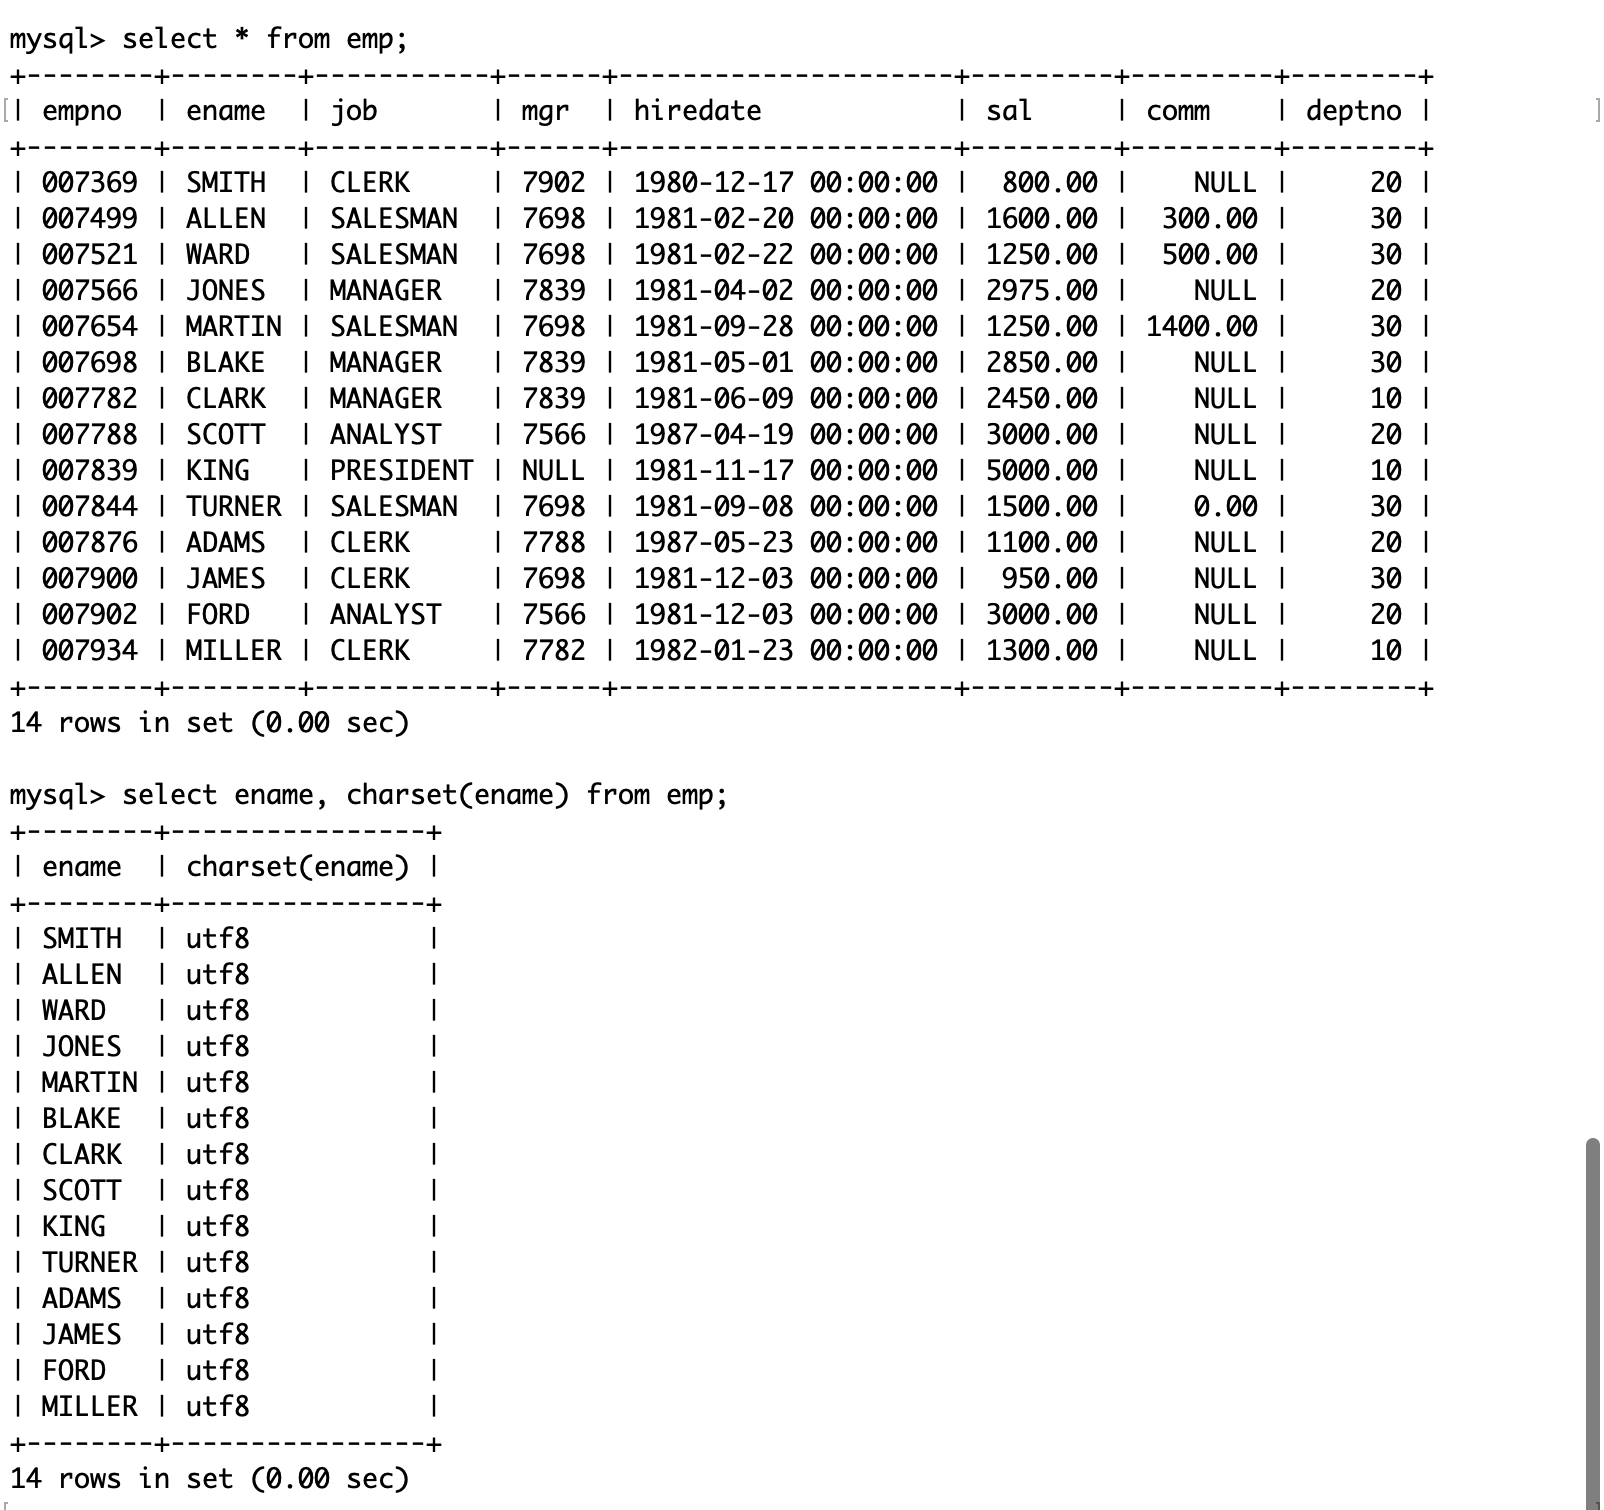 mysql> select * from emp;
+--------+--------+-----------+------+---------------------+---------+---------+--------+
| empno  | ename  | job       | mgr  | hiredate            | sal     | comm    | deptno |
+--------+--------+-----------+------+---------------------+---------+---------+--------+
| 007369 | SMITH  | CLERK     | 7902 | 1980-12-17 00:00:00 |  800.00 |    NULL |     20 |
| 007499 | ALLEN  | SALESMAN  | 7698 | 1981-02-20 00:00:00 | 1600.00 |  300.00 |     30 |
| 007521 | WARD   | SALESMAN  | 7698 | 1981-02-22 00:00:00 | 1250.00 |  500.00 |     30 |
| 007566 | JONES  | MANAGER   | 7839 | 1981-04-02 00:00:00 | 2975.00 |    NULL |     20 |
| 007654 | MARTIN | SALESMAN  | 7698 | 1981-09-28 00:00:00 | 1250.00 | 1400.00 |     30 |
| 007698 | BLAKE  | MANAGER   | 7839 | 1981-05-01 00:00:00 | 2850.00 |    NULL |     30 |
| 007782 | CLARK  | MANAGER   | 7839 | 1981-06-09 00:00:00 | 2450.00 |    NULL |     10 |
| 007788 | SCOTT  | ANALYST   | 7566 | 1987-04-19 00:00:00 | 3000.00 |    NULL |     20 |
| 007839 | KING   | PRESIDENT | NULL | 1981-11-17 00:00:00 | 5000.00 |    NULL |     10 |
| 007844 | TURNER | SALESMAN  | 7698 | 1981-09-08 00:00:00 | 1500.00 |    0.00 |     30 |
| 007876 | ADAMS  | CLERK     | 7788 | 1987-05-23 00:00:00 | 1100.00 |    NULL |     20 |
| 007900 | JAMES  | CLERK     | 7698 | 1981-12-03 00:00:00 |  950.00 |    NULL |     30 |
| 007902 | FORD   | ANALYST   | 7566 | 1981-12-03 00:00:00 | 3000.00 |    NULL |     20 |
| 007934 | MILLER | CLERK     | 7782 | 1982-01-23 00:00:00 | 1300.00 |    NULL |     10 |
+--------+--------+-----------+------+---------------------+---------+---------+--------+
14 rows in set (0.00 sec)

mysql> select ename, charset(ename) from emp;
+--------+----------------+
| ename  | charset(ename) |
+--------+----------------+
| SMITH  | utf8           |
| ALLEN  | utf8           |
| WARD   | utf8           |
| JONES  | utf8           |
| MARTIN | utf8           |
| BLAKE  | utf8           |
| CLARK  | utf8           |
| SCOTT  | utf8           |
| KING   | utf8           |
| TURNER | utf8           |
| ADAMS  | utf8           |
| JAMES  | utf8           |
| FORD   | utf8           |
| MILLER | utf8           |
+--------+----------------+
14 rows in set (0.00 sec)